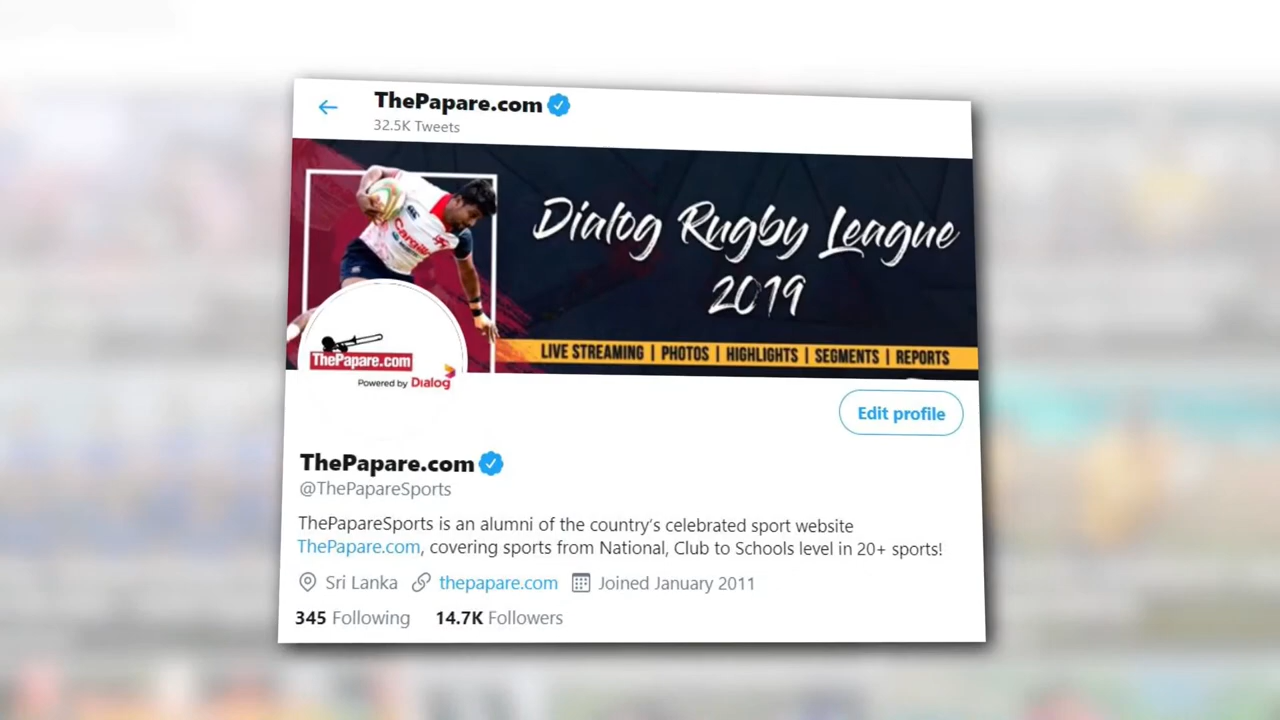 ThePapare.com
32.5K Tweets
Cargills
Dialog Rugby League
2019
LIVE STREAMING | PHOTOS | HIGHLIGHTS | SEGMENTS | REPORTS
ThePapare.com
Powered by Dialog
Edit profile
ThePapare.com
@ThePapareSports
ThePapareSports is an alumni of the country's celebrated sport website
ThePapare.com, covering sports from National, Club to Schools level in 20+ sports!
Sri Lanka thepapare.com Joined January 2011
345 Following 14.7K Followers